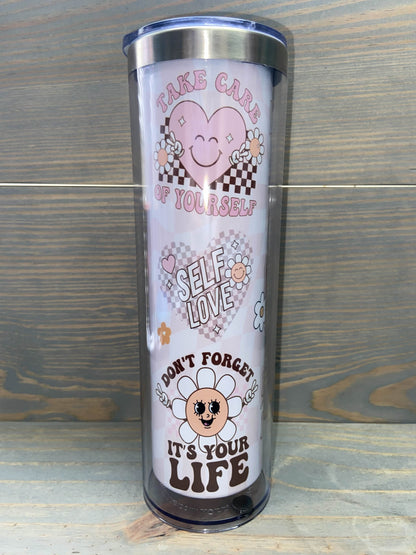 TAKE CARE
OF YOURSELF
SELF
LOVE
DON'T FORGET
IT'S YOUR
LIFE